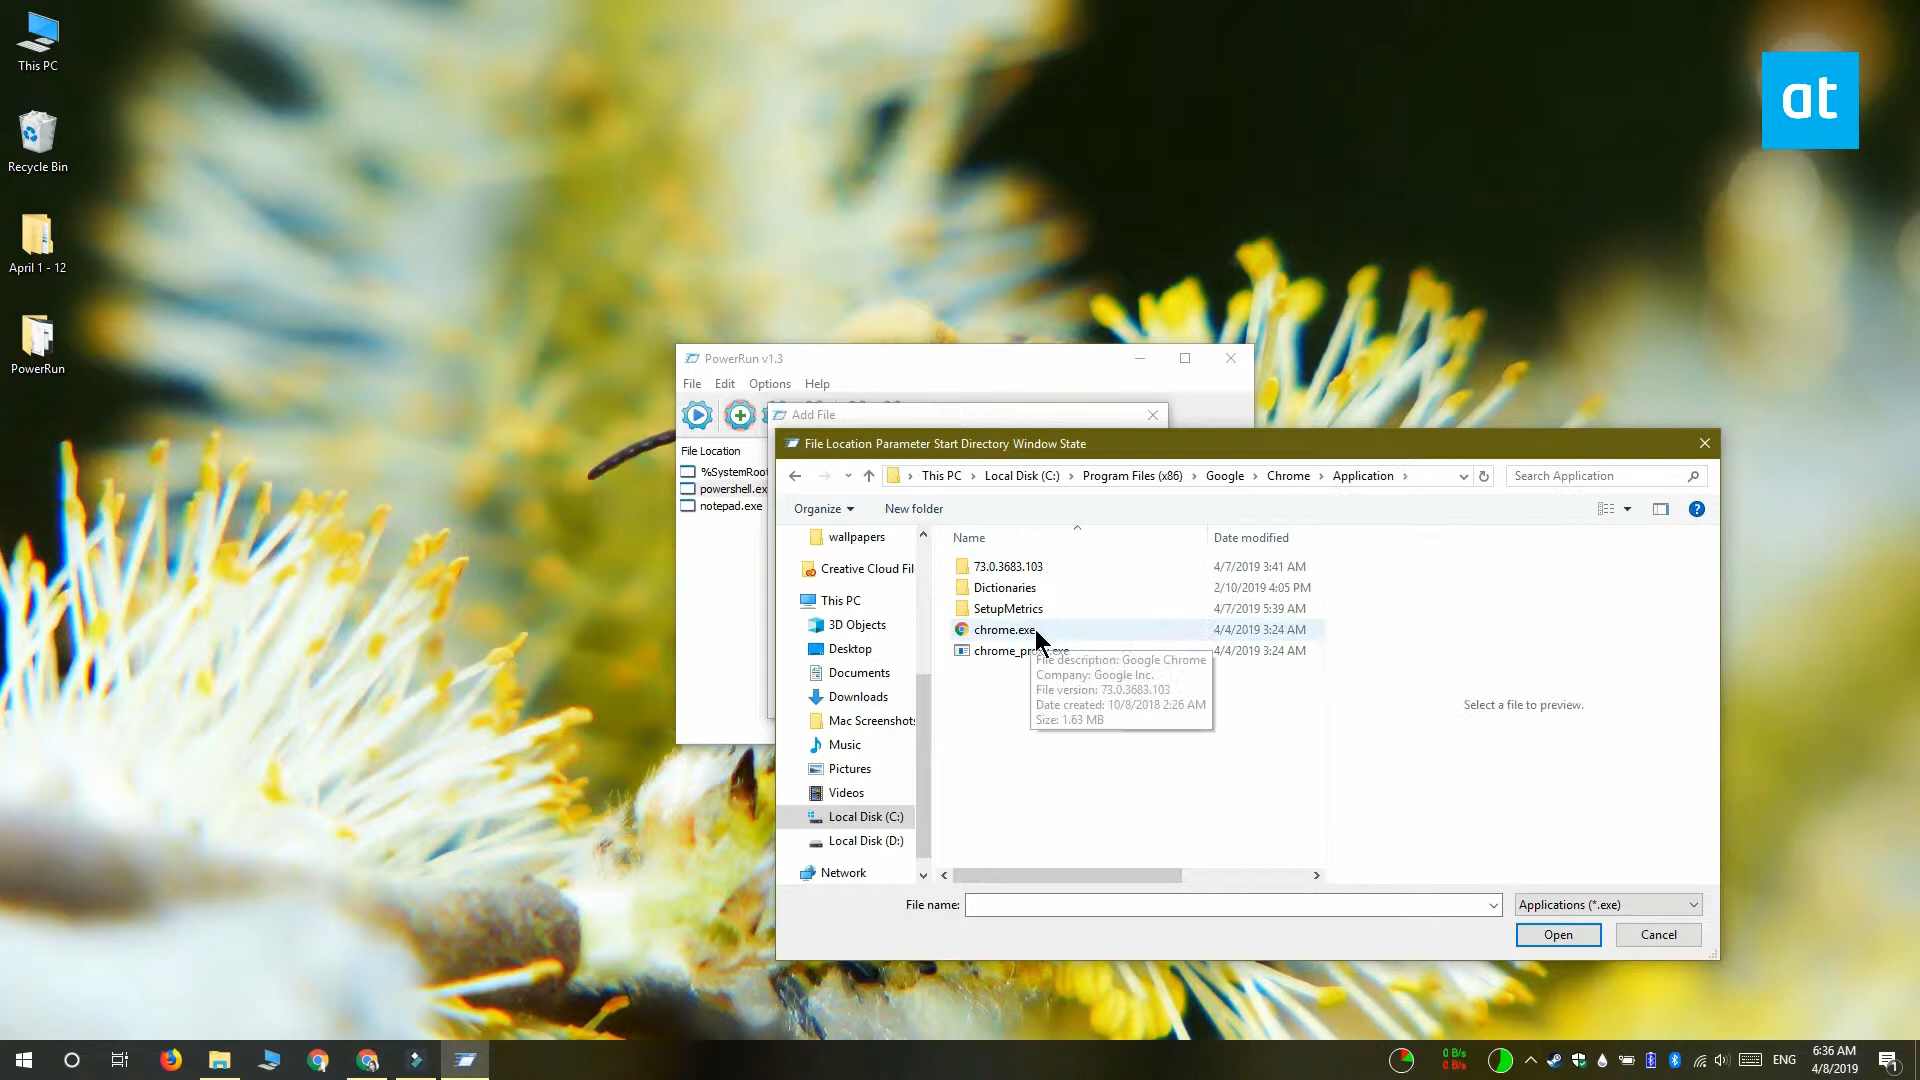 This PC
Recycle Bin
April 1 - 12
PowerRun
at
PowerRun v1.3
File Edit Options Help
Add File
File Location
%SystemRoot
powershell.ex
notepad.exe
File Location Parameter Start Directory Window State
This PC > Local Disk (C:) > Program Files (x86) > Google > Chrome > Application >
Search Application
Organize
New folder
wallpapers
Creative Cloud Fil
This PC
3D Objects
Desktop
Documents
Downloads
Mac Screenshots
Music
Pictures
Videos
Local Disk (C:)
Local Disk (D:)
Network
Name Date modified
73.0.3683.103 4/7/2019 3:41 AM
Dictionaries 2/10/2019 4:05 PM
SetupMetrics 4/7/2019 5:39 AM
chrome.exe 4/4/2019 3:24 AM
chrome_proxy.exe 4/4/2019 3:24 AM
File description: Google Chrome
Company: Google Inc.
File version: 73.0.3683.103
Date created: 10/8/2018 2:26 AM
Size: 1.63 MB
Select a file to preview.
File name:
Applications (*.exe)
Open
Cancel
0 B/s
0 B/s
ENG
6:36 AM
4/8/2019
1